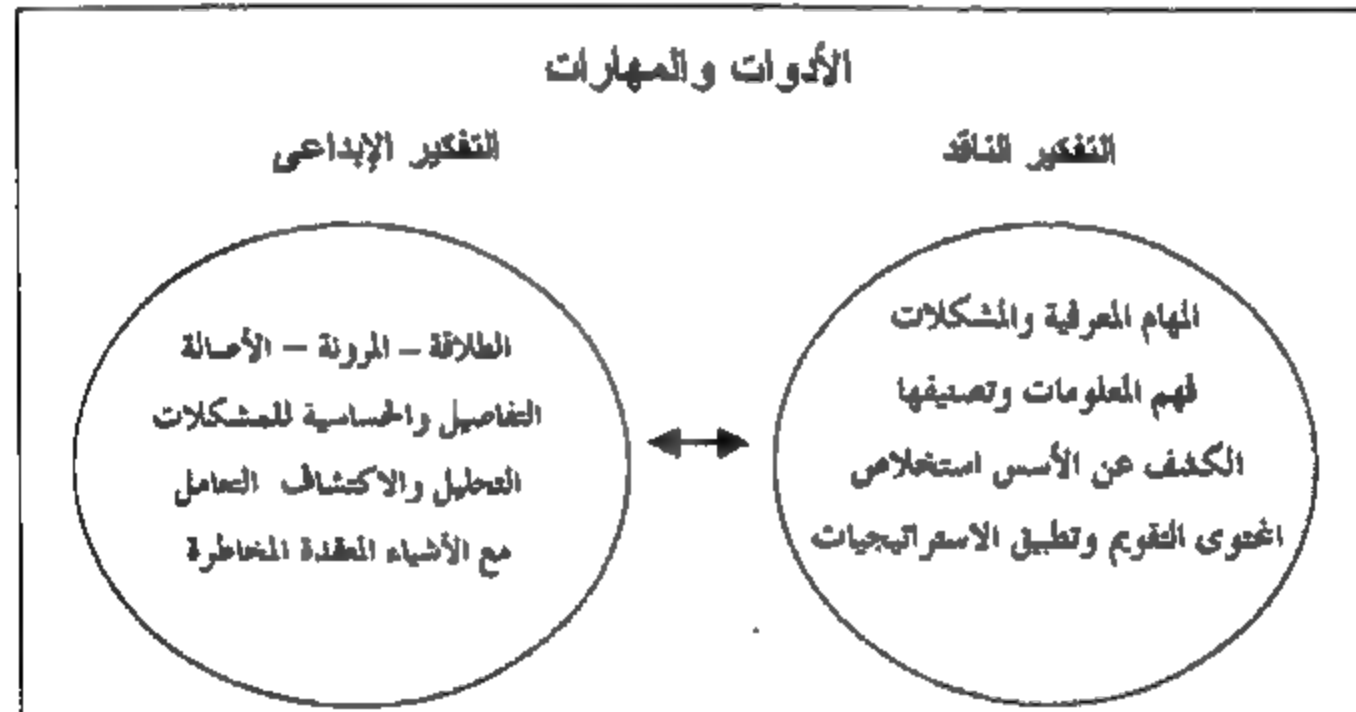 الأدوات والمهارات
التفكير الناقد
التفكير الإبداعى
المهام المعرفية والمشكلات
فهم المعلومات وتصنيفها
الكشف عن الأسس استخلاص
المحتوى التقويم وتطبيق الاستراتيجيات
الطلاقة – المرونة – الأصالة
التفاصيل والحساسية للمشكلات
التحليل والاكتشاف التعامل
مع الأشياء المعقدة المخاطرة